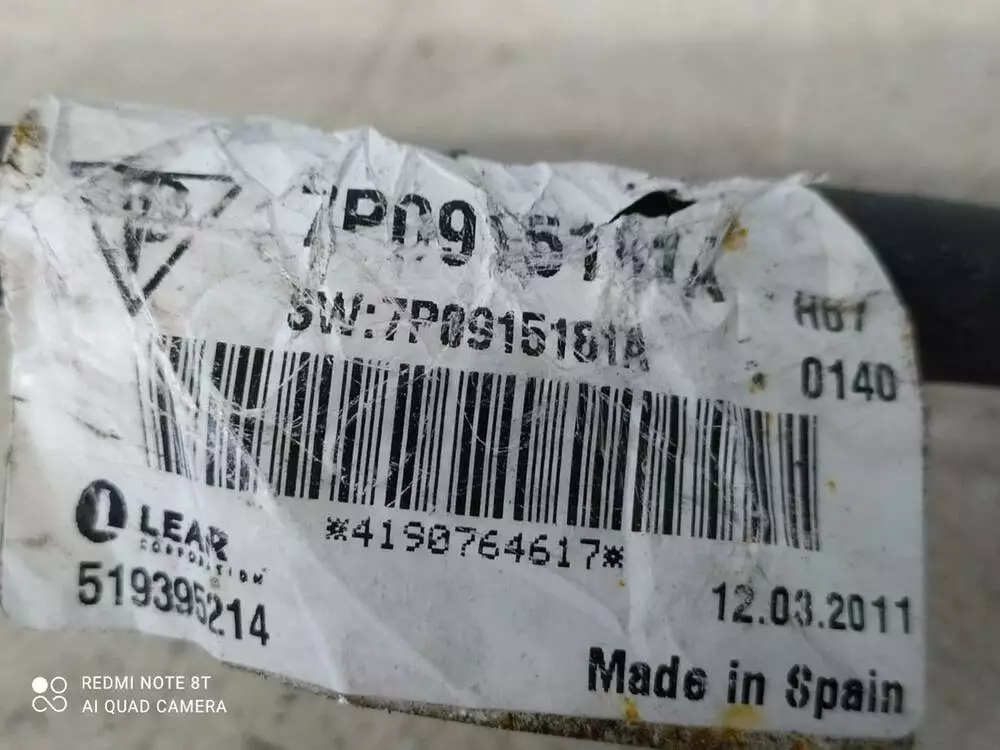 7P0915181A
SW:7P0915181A
H67
0140
*4190764617*
LEAR
CORPORATION
519395214
12.03.2011
Made in Spain
REDMI NOTE 8T
AI QUAD CAMERA